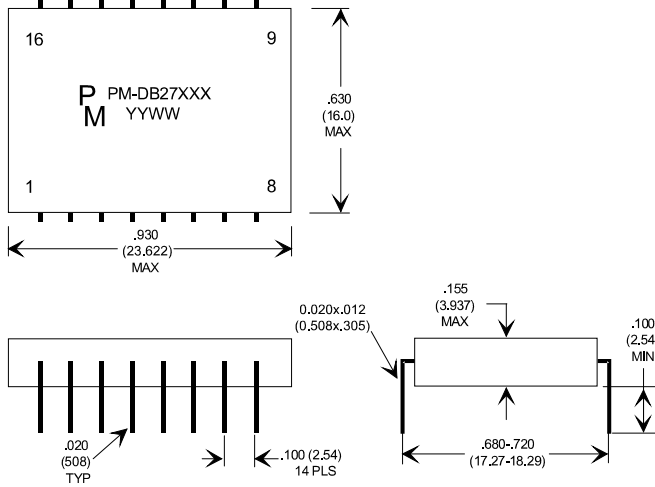 16
9
P PM-DB27XXX
M YYWW
1
8
.630
(16.0)
MAX
.930
(23.622)
MAX
0.020x.012
(0.508x.305)
.155
(3.937)
MAX
.100
(2.54
MIN
.020
(508)
TYP
.100 (2.54)
14 PLS
.680-.720
(17.27-18.29)